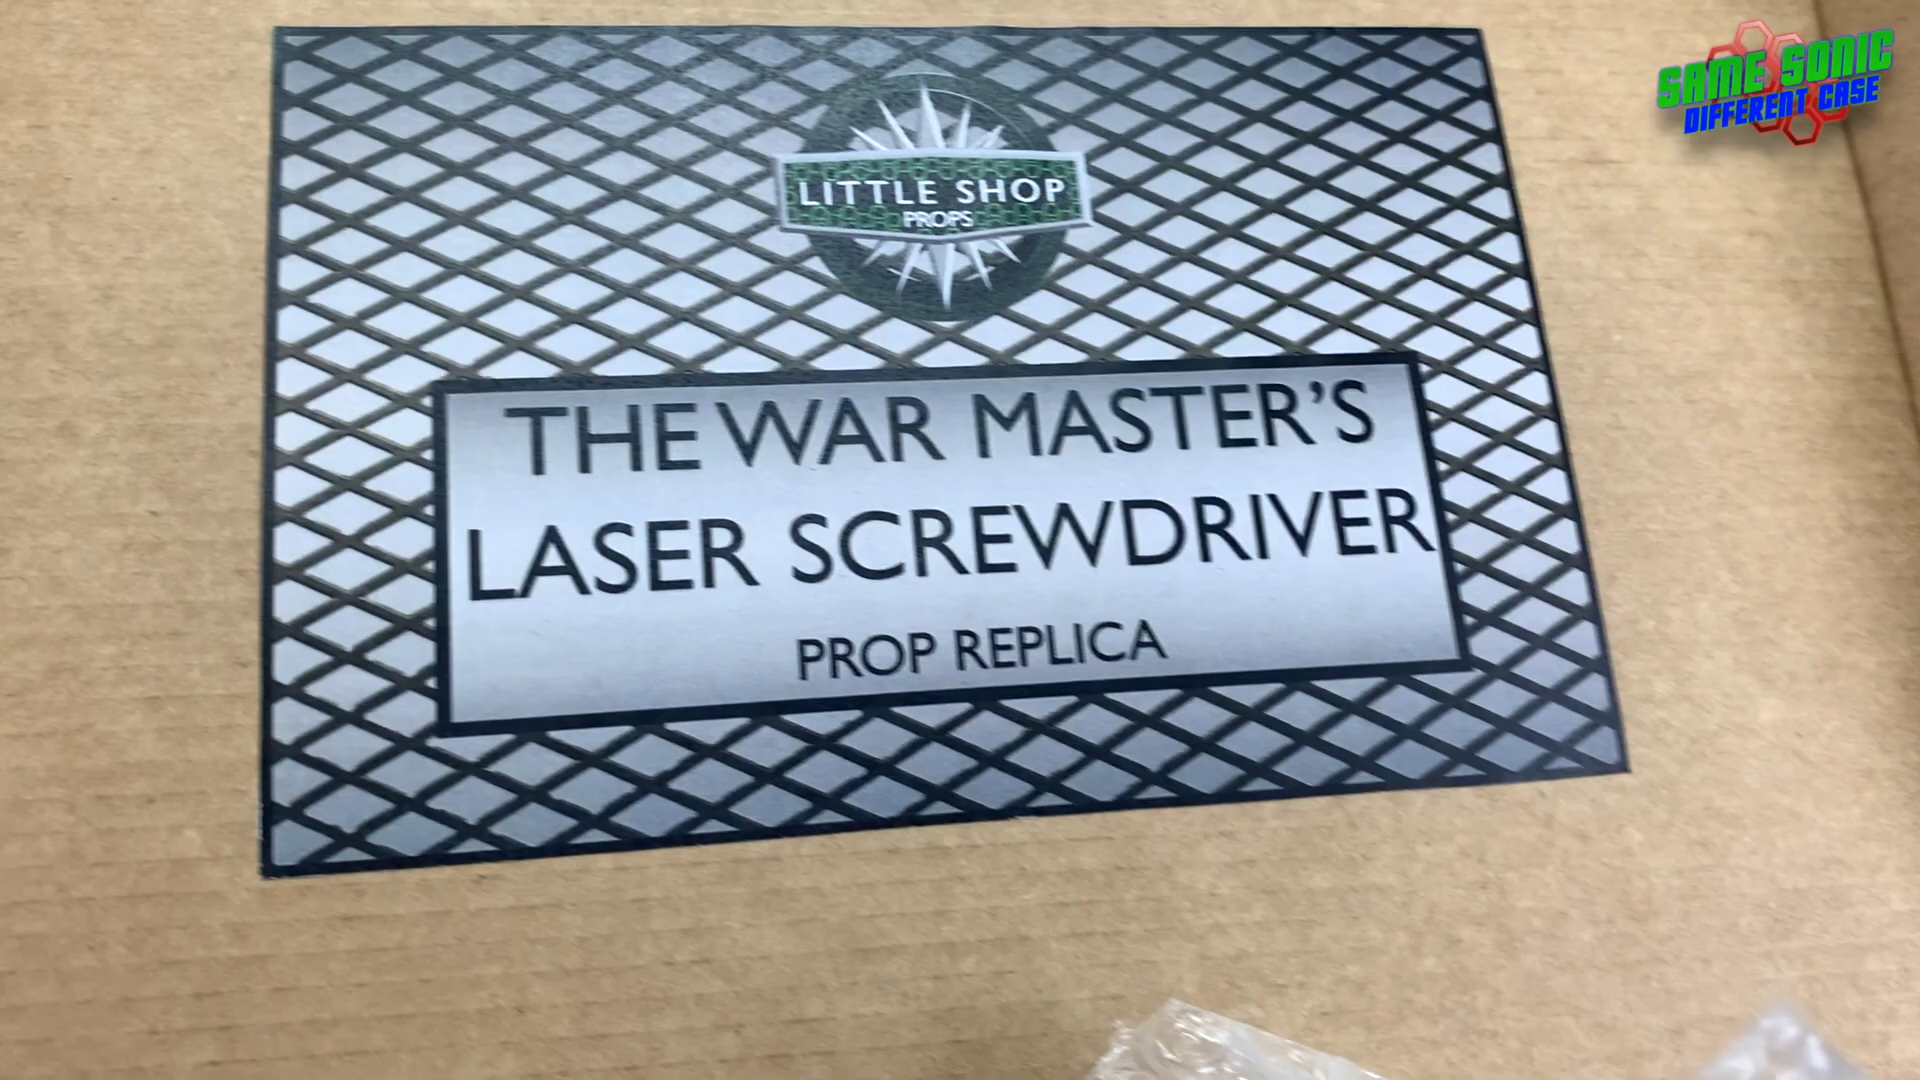 SAME SONIC
DIFFERENT CASE
LITTLE SHOP
PROPS
THE WAR MASTER'S
LASER SCREWDRIVER
PROP REPLICA